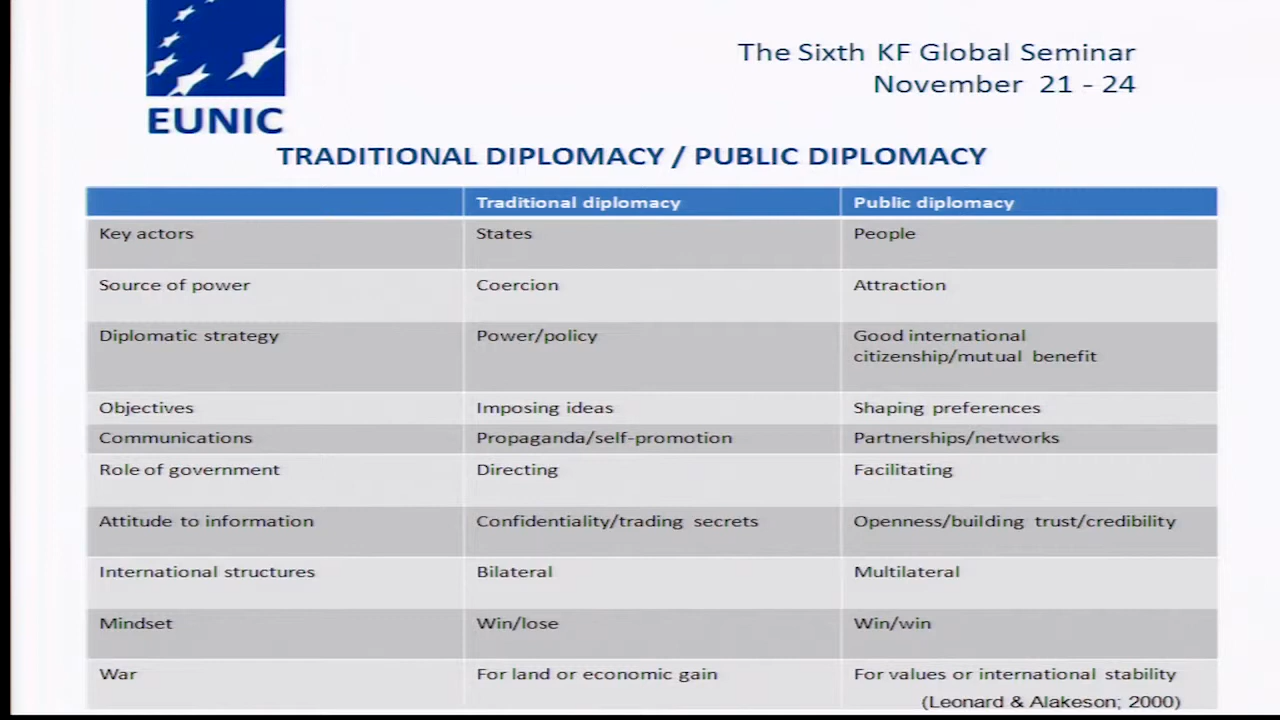 The Sixth KF Global Seminar
November 21 - 24
EUNIC
TRADITIONAL DIPLOMACY / PUBLIC DIPLOMACY
Traditional diplomacy Public diplomacy
Key actors States People
Source of power Coercion Attraction
Diplomatic strategy Power/policy Good international
citizenship/mutual benefit
Objectives Imposing ideas Shaping preferences
Communications Propaganda/self-promotion Partnerships/networks
Role of government Directing Facilitating
Attitude to information Confidentiality/trading secrets Openness/building trust/credibility
International structures Bilateral Multilateral
Mindset Win/lose Win/win
War For land or economic gain For values or international stability
(Leonard & Alakeson; 2000)